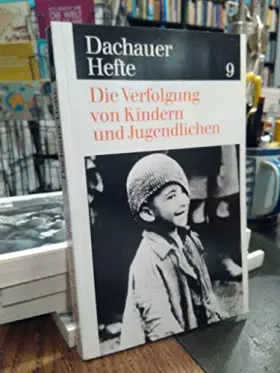 Dachauer
Hefte 9
Die Verfolgung
von Kindern
und Jugendlichen